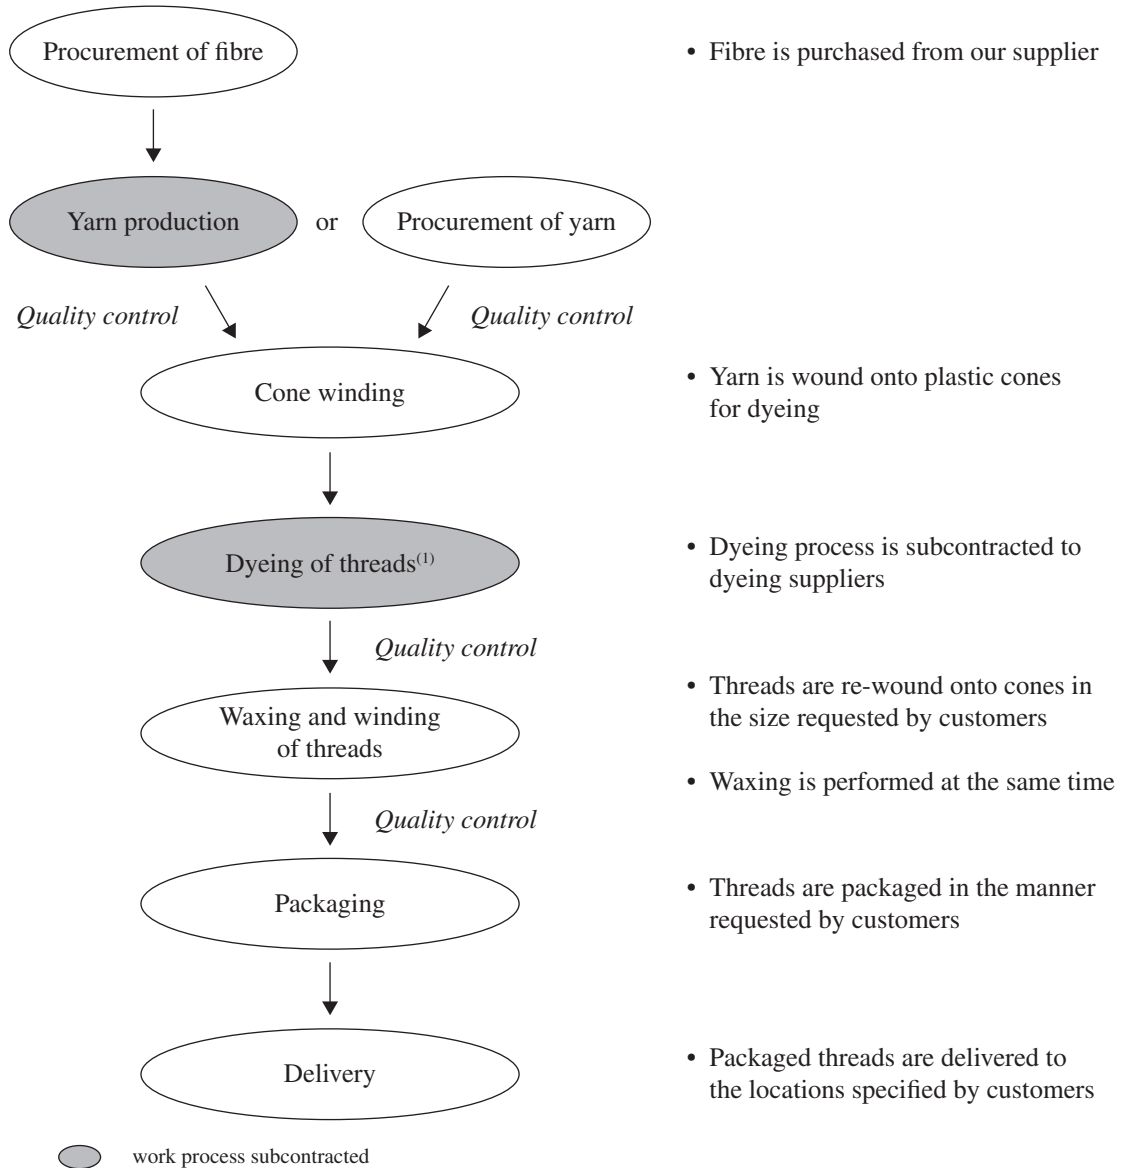 Procurement of fibre
• Fibre is purchased from our supplier
Yarn production
or
Procurement of yarn
Quality control
Quality control
Cone winding
• Yarn is wound onto plastic cones
for dyeing
Dyeing of threads(1)
• Dyeing process is subcontracted to
dyeing suppliers
Quality control
Waxing and winding
of threads
• Threads are re-wound onto cones in
the size requested by customers
• Waxing is performed at the same time
Quality control
Packaging
• Threads are packaged in the manner
requested by customers
Delivery
• Packaged threads are delivered to
the locations specified by customers
work process subcontracted